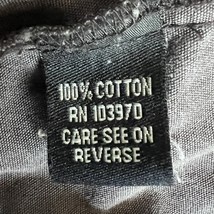 100% COTTON
RN 103970
CARE SEE ON
REVERSE